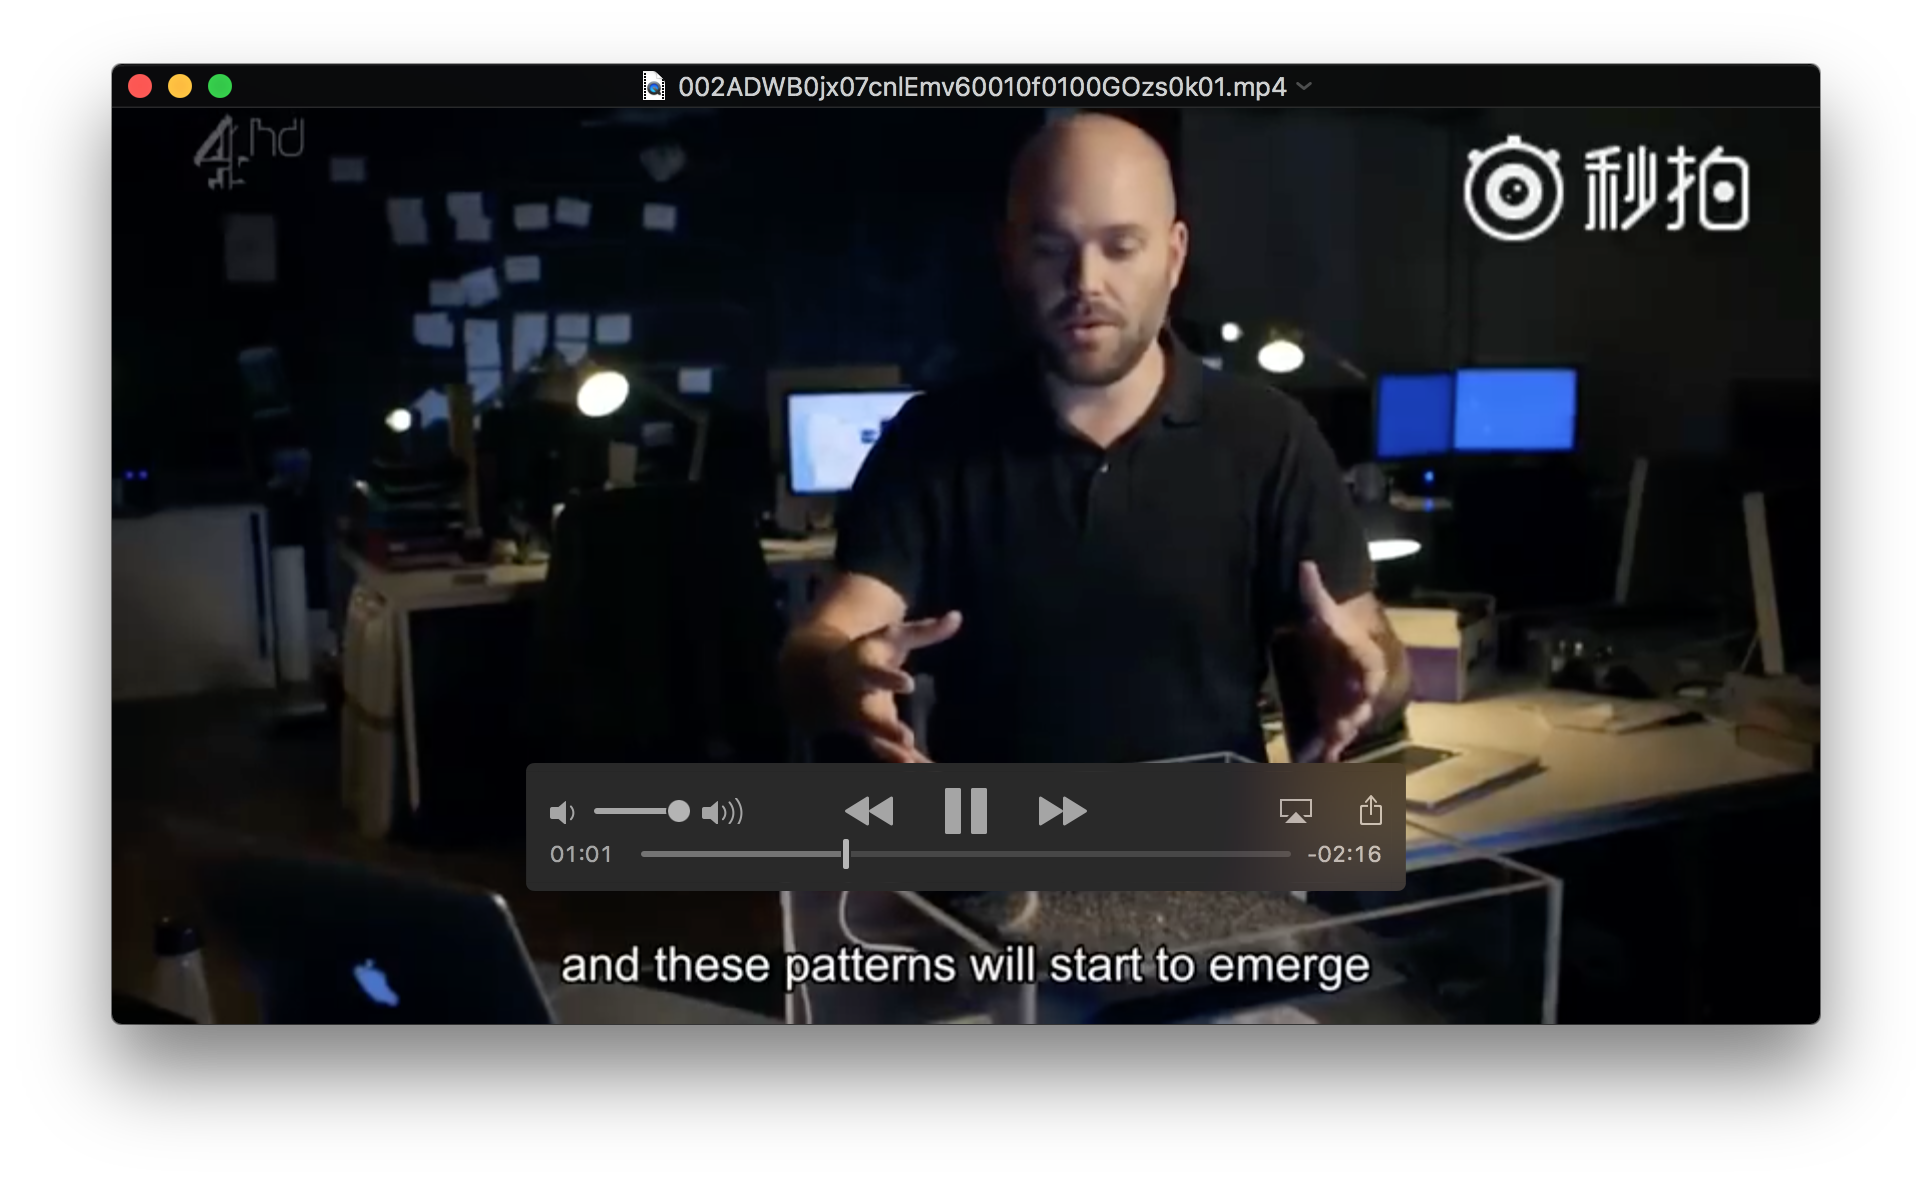 002ADWB0jx07cnlEmv60010f0100GOzs0k01.mp4
4hd
秒拍
01:01
-02:16
and these patterns will start to emerge